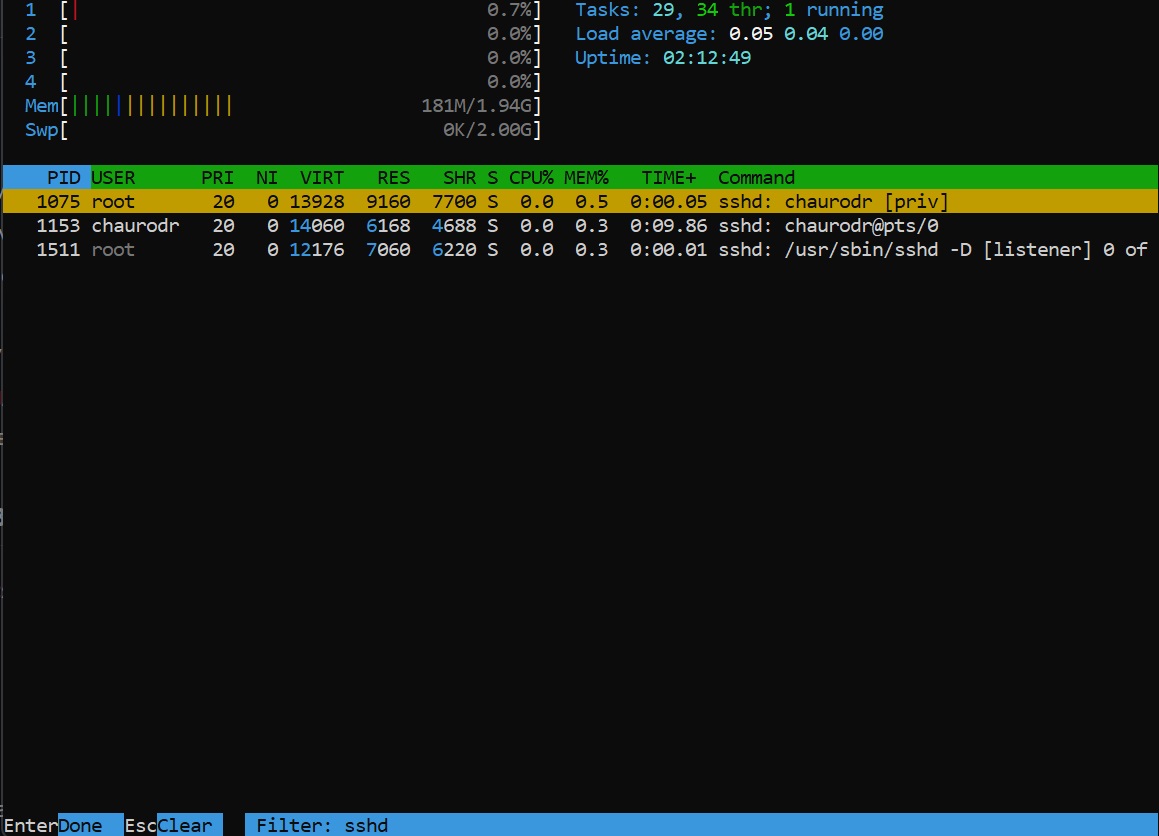 1 [| 0.7%] Tasks: 29, 34 thr; 1 running
2 [ 0.0%] Load average: 0.05 0.04 0.00
3 [ 0.0%] Uptime: 02:12:49
4 [ 0.0%]
Mem[||||||||||||||| 181M/1.94G]
Swp[ 0K/2.00G]
PID USER PRI NI VIRT RES SHR S CPU% MEM% TIME+ Command
1075 root 20 0 13928 9160 7700 S 0.0 0.5 0:00.05 sshd: chaurodr [priv]
1153 chaurodr 20 0 14060 6168 4688 S 0.0 0.3 0:09.86 sshd: chaurodr@pts/0
1511 root 20 0 12176 7060 6220 S 0.0 0.3 0:00.01 sshd: /usr/sbin/sshd -D [listener] 0 of
EnterDone EscClear Filter: sshd